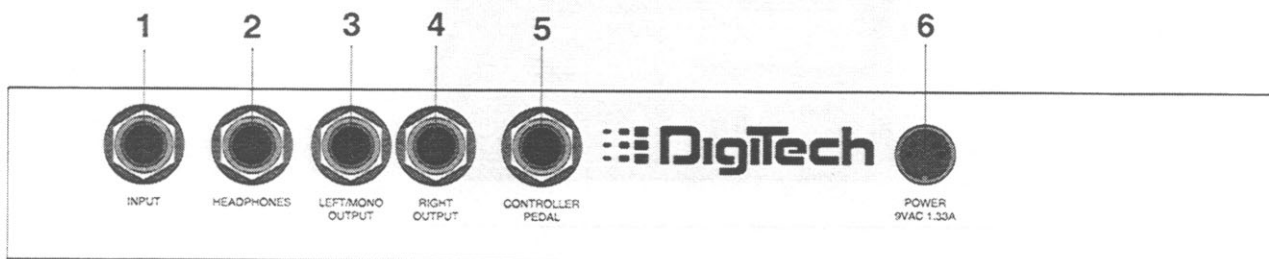 1 2 3 4 5 6
DigiTech
INPUT HEADPHONES LEFT/MONO OUTPUT RIGHT OUTPUT CONTROLLER PEDAL POWER 9VAC 1.33A